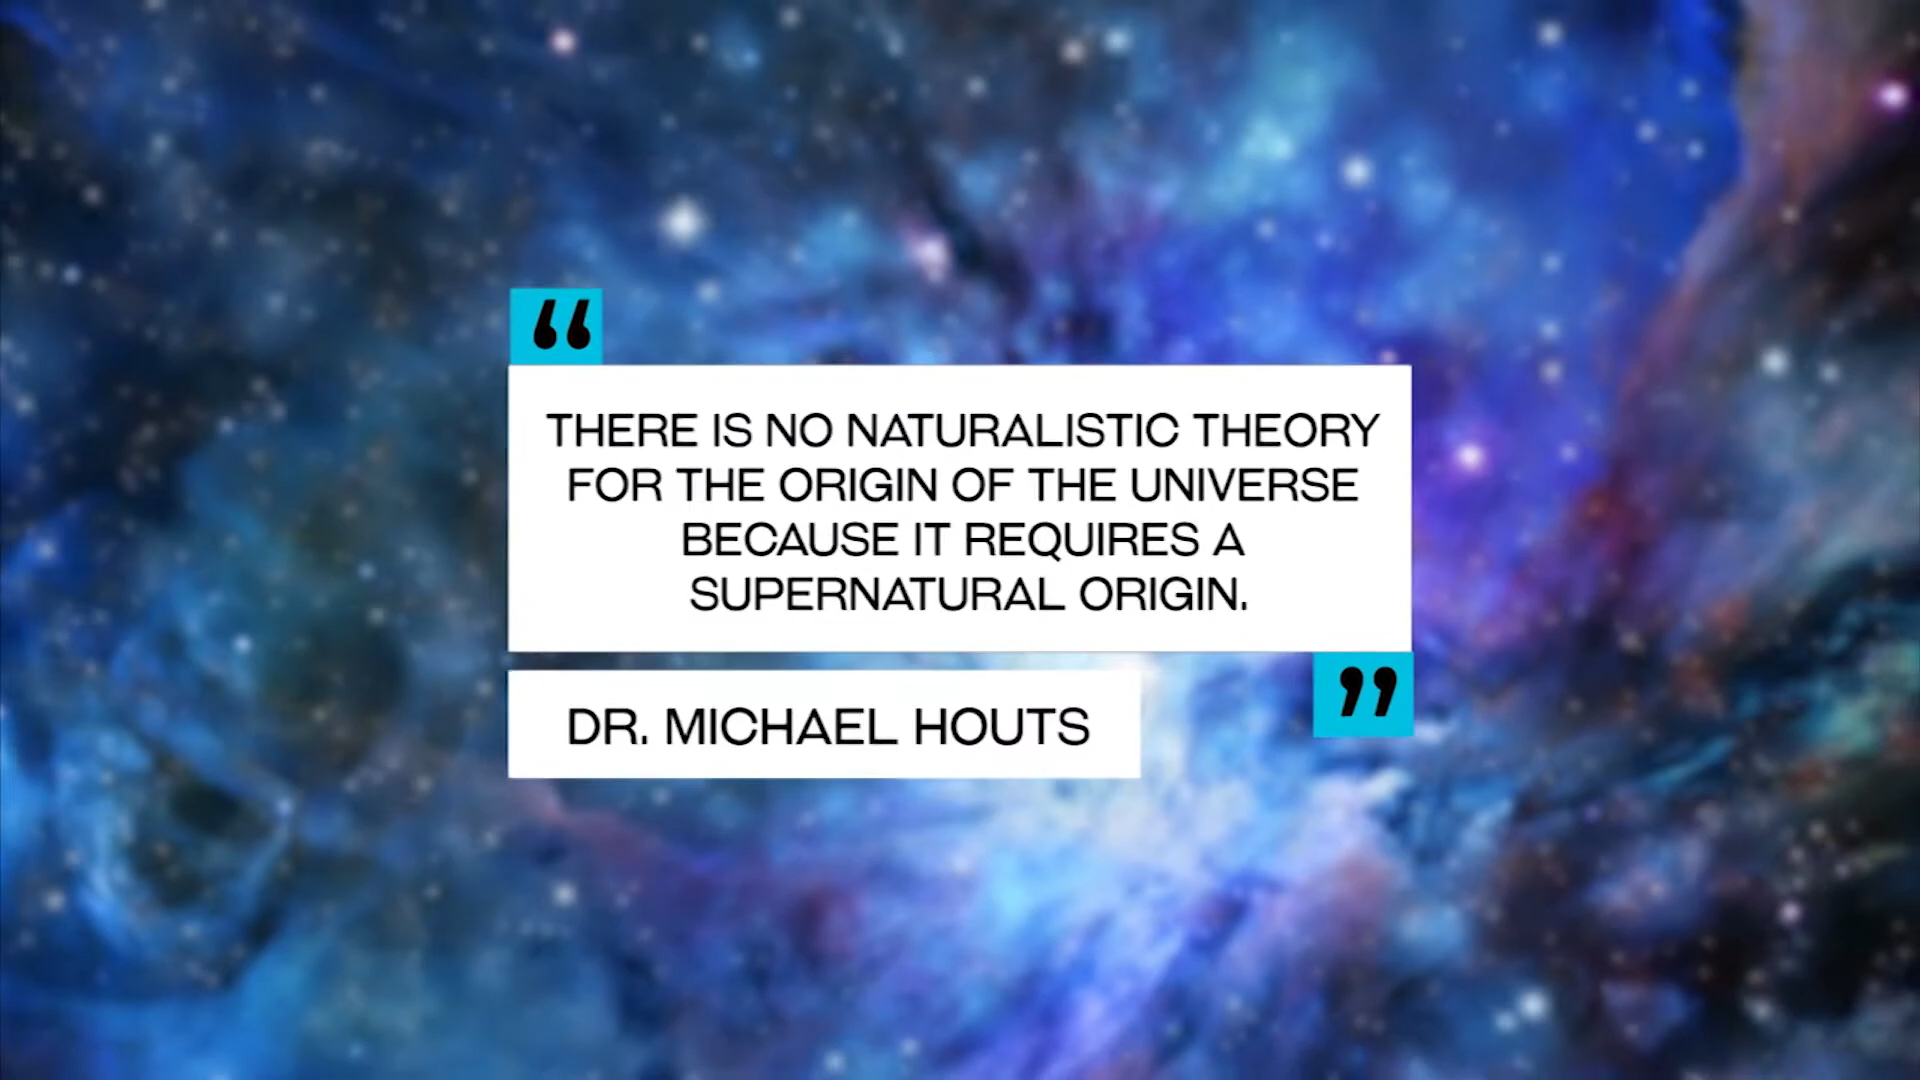 “
THERE IS NO NATURALISTIC THEORY
FOR THE ORIGIN OF THE UNIVERSE
BECAUSE IT REQUIRES A
SUPERNATURAL ORIGIN.
”
DR. MICHAEL HOUTS